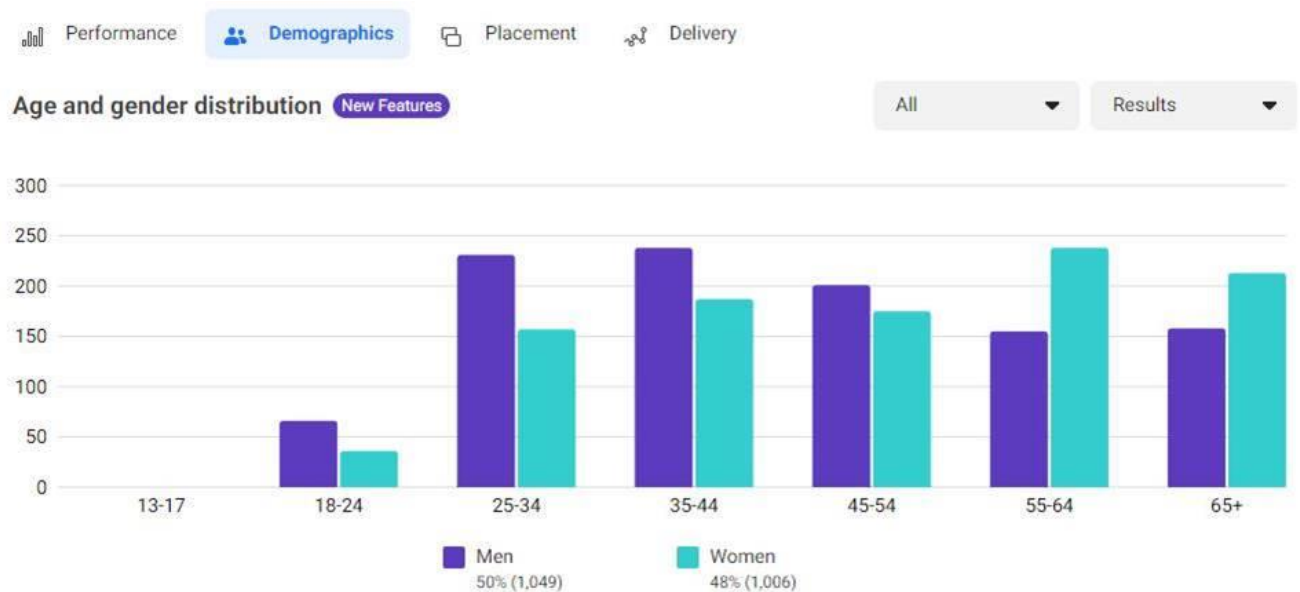 Performance Demographics Placement Delivery
Age and gender distribution New Features All Results
300
250
200
150
100
50
0
13-17 18-24 25-34 35-44 45-54 55-64 65+
Men Women
50% (1,049) 48% (1,006)